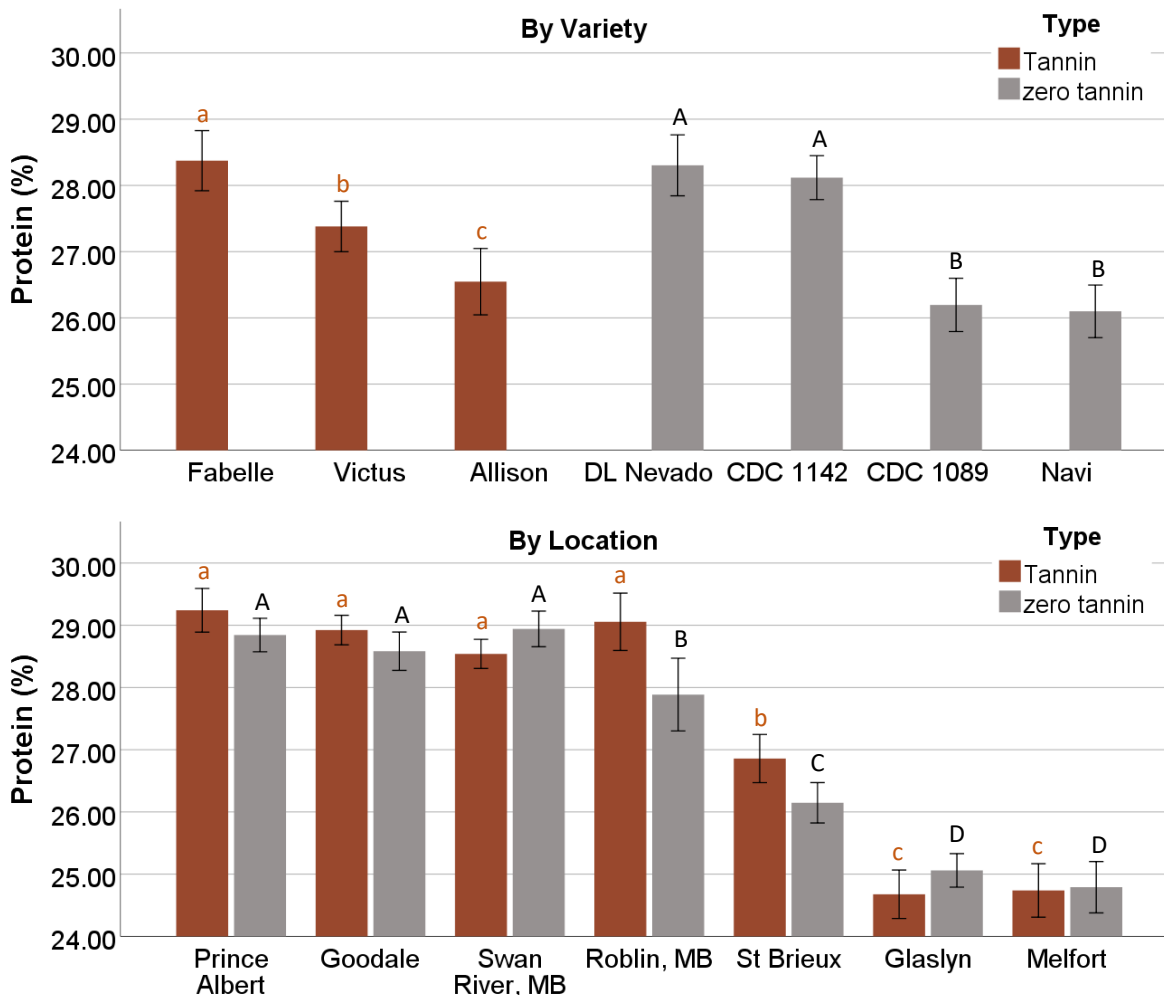 By Variety
Type
Tannin
zero tannin
Protein (%)
30.00
29.00
28.00
27.00
26.00
25.00
24.00
a
b
c
A
A
B
B
Fabelle
Victus
Allison
DL Nevado
CDC 1142
CDC 1089
Navi
By Location
Type
Tannin
zero tannin
Protein (%)
30.00
29.00
28.00
27.00
26.00
25.00
24.00
a
A
a
A
a
A
a
B
b
C
c
D
c
D
Prince
Albert
Goodale
Swan
River, MB
Roblin, MB
St Brieux
Glaslyn
Melfort